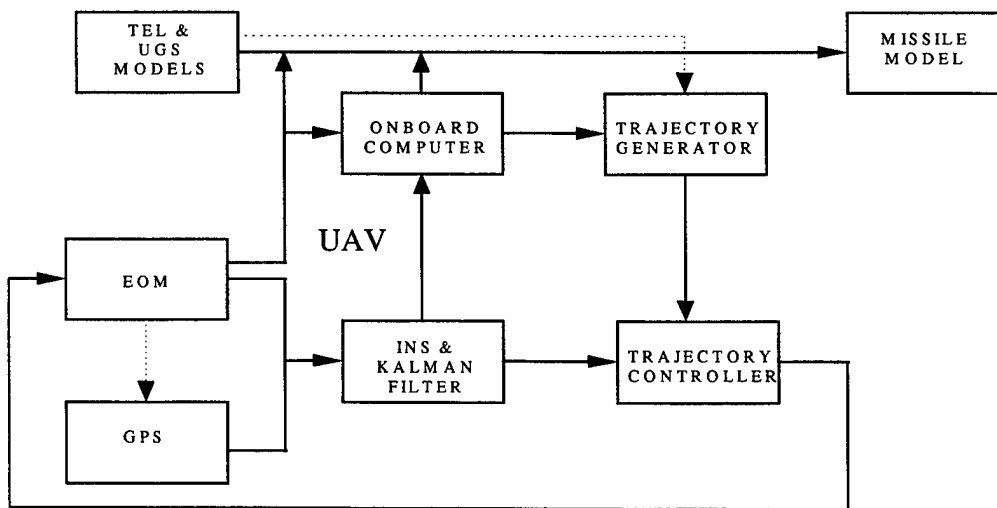 TEL &
UGS
MODELS
MISSILE
MODEL
ONBOARD
COMPUTER
TRAJECTORY
GENERATOR
UAV
EOM
INS &
KALMAN
FILTER
TRAJECTORY
CONTROLLER
GPS